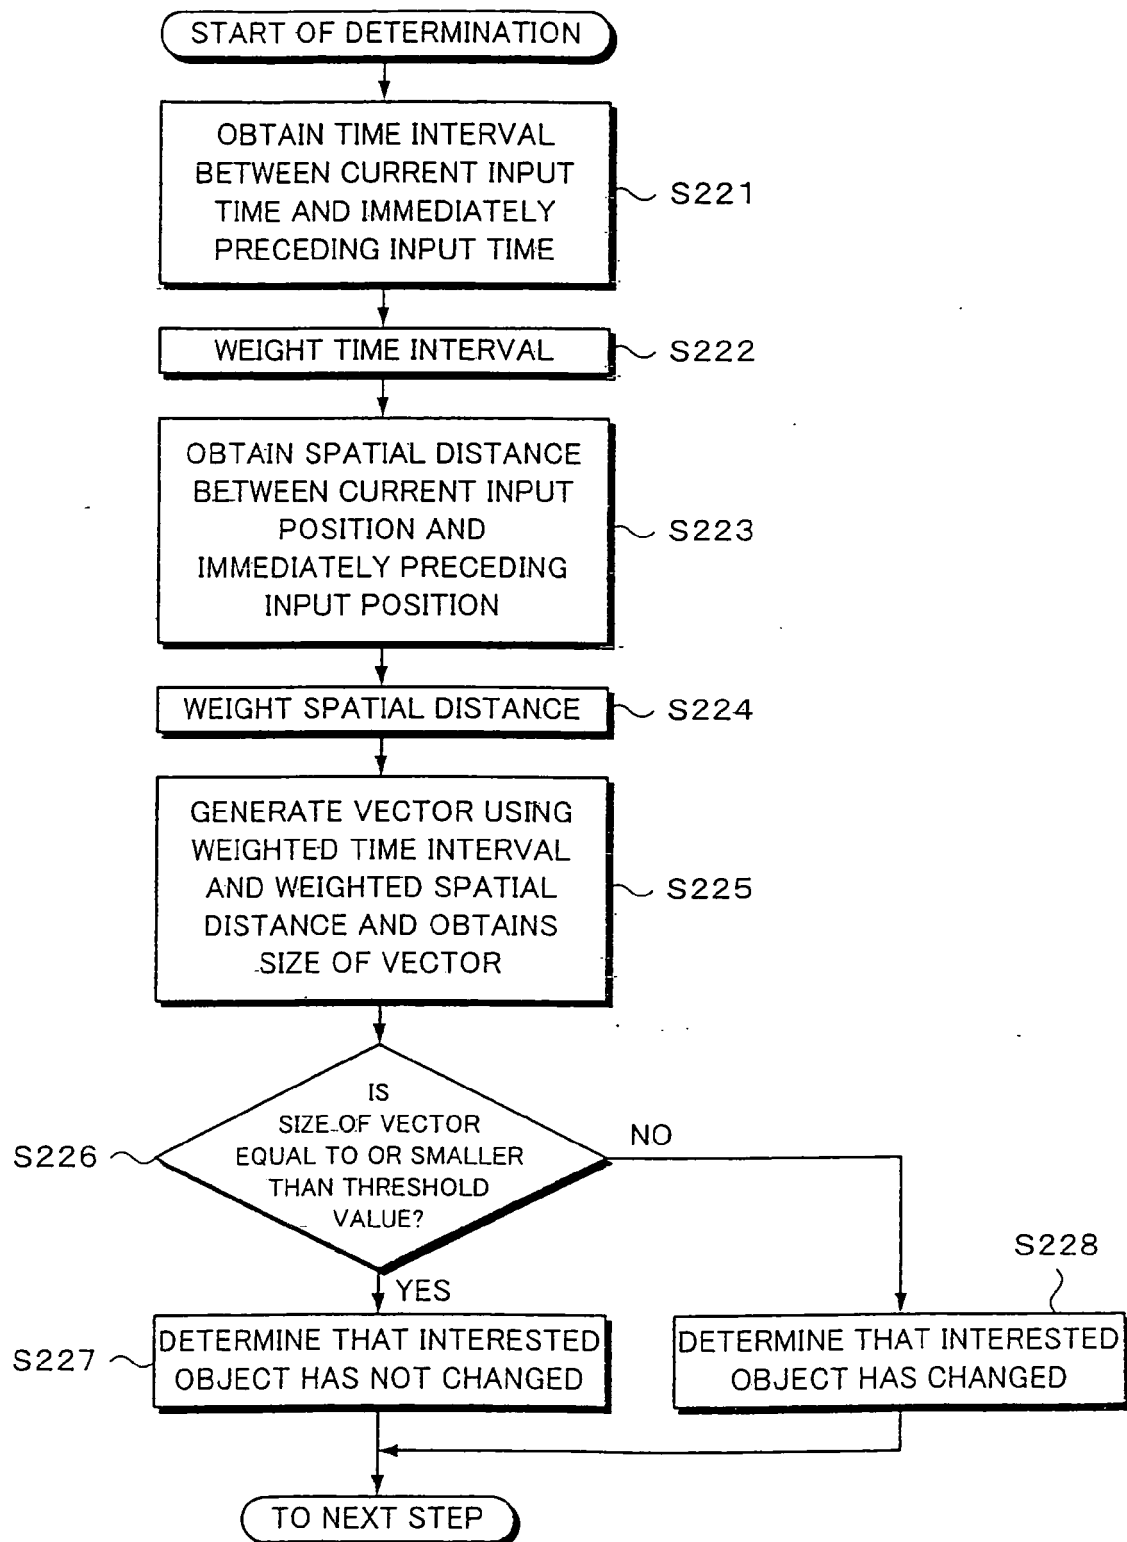 START OF DETERMINATION
OBTAIN TIME INTERVAL
BETWEEN CURRENT INPUT
TIME AND IMMEDIATELY
PRECEDING INPUT TIME
S221
WEIGHT TIME INTERVAL
S222
OBTAIN SPATIAL DISTANCE
BETWEEN CURRENT INPUT
POSITION AND
IMMEDIATELY PRECEDING
INPUT POSITION
S223
WEIGHT SPATIAL DISTANCE
S224
GENERATE VECTOR USING
WEIGHTED TIME INTERVAL
AND WEIGHTED SPATIAL
DISTANCE AND OBTAINS
SIZE OF VECTOR
S225
IS
SIZE OF VECTOR
EQUAL TO OR SMALLER
THAN THRESHOLD
VALUE?
S226
NO
YES
S228
DETERMINE THAT INTERESTED
OBJECT HAS NOT CHANGED
S227
DETERMINE THAT INTERESTED
OBJECT HAS CHANGED
TO NEXT STEP